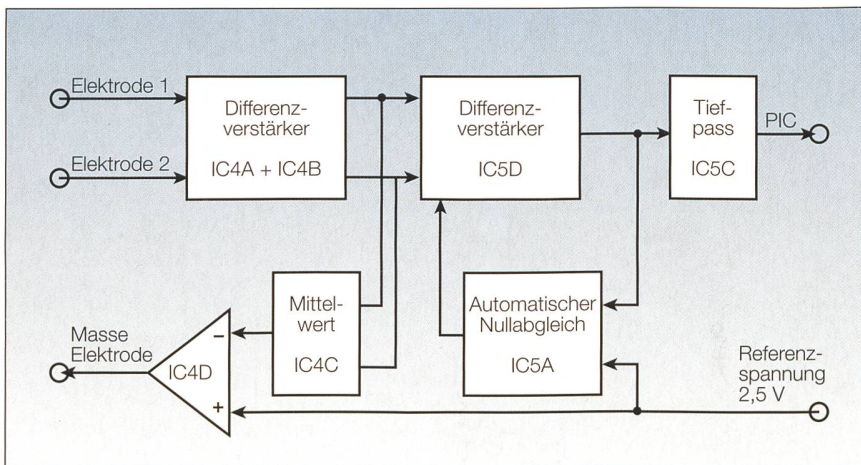 Elektrode 1
Elektrode 2
Differenz-
verstärker
IC4A + IC4B
Differenz-
verstärker
IC5D
Tief-
pass
IC5C
PIC
Masse
Elektrode
IC4D
−
+
Mittel-
wert
IC4C
Automatischer
Nullabgleich
IC5A
Referenz-
spannung
2,5 V